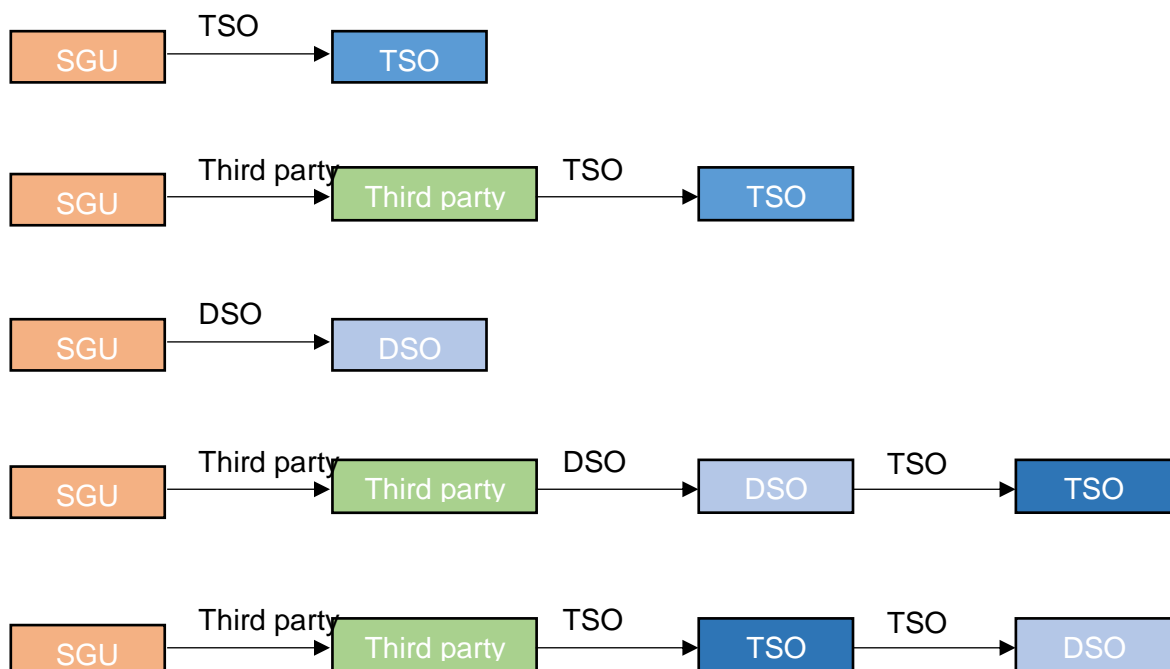 TSO
SGU TSO
Third party TSO
SGU Third party TSO
DSO
SGU DSO
Third party DSO TSO
SGU Third party DSO TSO
Third party TSO TSO
SGU Third party TSO DSO